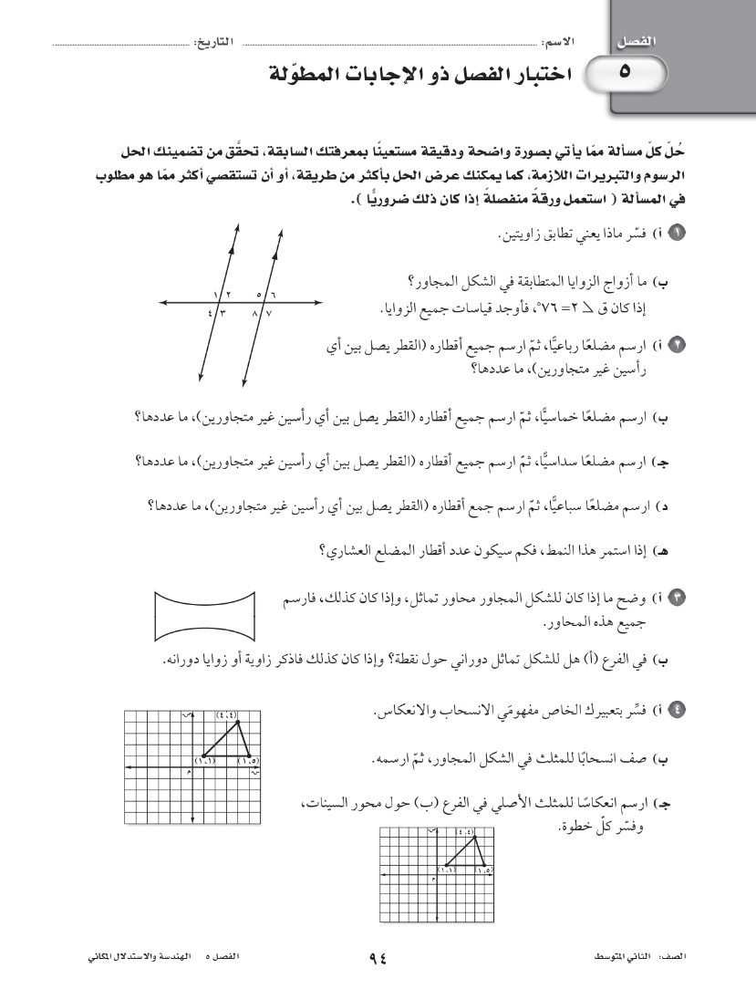 الفصل
٥
الاسم: التاريخ:
اختبار الفصل ذو الإجابات المطوّلة
حُلّ كلّ مسألة ممّا يأتي بصورة واضحة ودقيقة مستعينًا بمعرفتك السابقة، تحقَّق من تضمينك الحل
الرسوم والتبريرات اللازمة، كما يمكنك عرض الحل بأكثر من طريقة، أو أن تستقصي أكثر ممّا هو مطلوب
في المسألة ( استعمل ورقةً منفصلةً إذا كان ذلك ضروريًّا ).
١ أ) فسّر ماذا يعني تطابق زاويتين.
ب) ما أزواج الزوايا المتطابقة في الشكل المجاور؟
إذا كان ق ∠ ٢ = ٧٦°، فأوجد قياسات جميع الزوايا.
١ ٢ ٥ ٦
٤ ٣ ٨ ٧
٢ أ) ارسم مضلعًا رباعيًّا، ثمّ ارسم جميع أقطاره (القطر يصل بين أي
رأسين غير متجاورين)، ما عددها؟
ب) ارسم مضلعًا خماسيًّا، ثمّ ارسم جميع أقطاره (القطر يصل بين أي رأسين غير متجاورين)، ما عددها؟
جـ) ارسم مضلعًا سداسيًّا، ثمّ ارسم جميع أقطاره (القطر يصل بين أي رأسين غير متجاورين)، ما عددها؟
د) ارسم مضلعًا سباعيًّا، ثمّ ارسم جمع أقطاره (القطر يصل بين أي رأسين غير متجاورين)، ما عددها؟
هـ) إذا استمر هذا النمط، فكم سيكون عدد أقطار المضلع العشاري؟
٣ أ) وضح ما إذا كان للشكل المجاور محاور تماثل، وإذا كان كذلك، فارسم
جميع هذه المحاور.
ب) في الفرع (أ) هل للشكل تماثل دوراني حول نقطة؟ وإذا كان كذلك فاذكر زاوية أو زوايا دورانه.
٤ أ) فسِّر بتعبيرك الخاص مفهومَي الانسحاب والانعكاس.
ب) صف انسحابًا للمثلث في الشكل المجاور، ثمّ ارسمه.
ص (٤،٤)
(١،١) (١،٥)
م س
جـ) ارسم انعكاسًا للمثلث الأصلي في الفرع (ب) حول محور السينات،
وفسّر كلّ خطوة.
ص (٤،٤)
(١،١) (١،٥)
م
الصف: الثاني المتوسط
٩٤
الفصل ٥ الهندسة والاستدلال المكاني